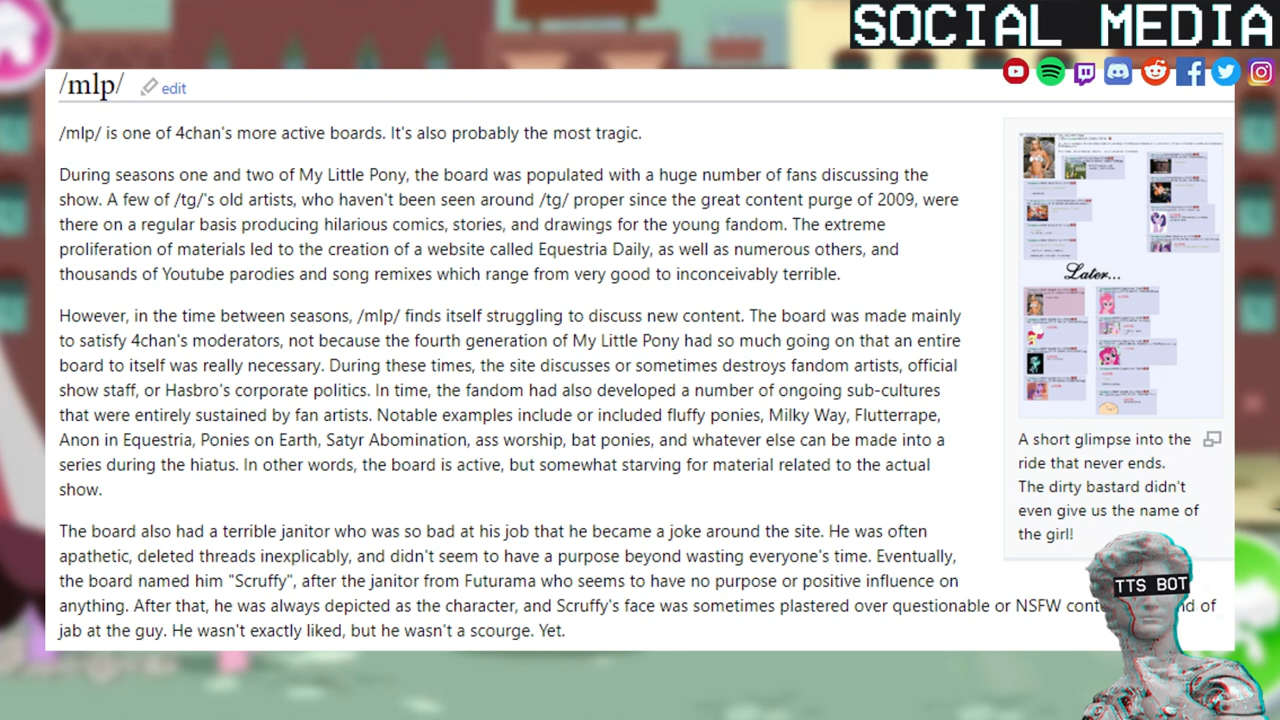 SOCIAL MEDIA
/mlp/ edit
/mlp/ is one of 4chan's more active boards. It's also probably the most tragic.
During seasons one and two of My Little Pony, the board was populated with a huge number of fans discussing the
show. A few of /tg/'s old artists, who haven't been seen around /tg/ proper since the great content purge of 2009, were
there on a regular basis producing hilarious comics, edits, and drawings for the young fandom. The extreme
proliferation of materials led to the creation of a website, Equestria Daily, as well as various others, and
thousands of Youtube parodies and song remixes which range from very good to inconceivably terrible.
However, in the time between seasons, /mlp/ finds itself struggling to discuss new content. The board was made mainly
to satisfy 4chan's moderators, not because the fourth generation of My Little Pony had so much going on that an entire
board to itself was really necessary. During these times, the site discusses or sometimes destroys fandom artists, official
show staff, or Hasbro's corporate policies. In 2012, the fandom had also developed a number of ongoing subcultures
that were entirely sustained by fan artists. Notable examples include or included fluffy ponies, Milky Way, Flutterrape,
Anon in Equestria, Ponies on Earth, Satyr Abomination, ass worship, bat ponies, and whatever else can be made into a
series during the hiatus. In other words, the board is active, but somewhat starving for material related to the actual
show.
The board also had a terrible janitor who was so bad at his job that he became a joke around the site. He was often
apathetic, deleted threads inexplicably, and didn't seem to have a purpose beyond wasting everyone's time. Eventually,
the board named him "Scruffy", after the janitor from Futurama who seems to have no purpose or positive influence on
anything. After that, he was always depicted as the character, and Scruffy's face was sometimes plastered over questionable or NSFW of
jab at the guy. He wasn't exactly liked, but he wasn't a scourge. Yet.
Later...
A short glimpse into the
ride that never ends.
The dirty bastard didn't
even give us the name of
the girl!
TTS BOT